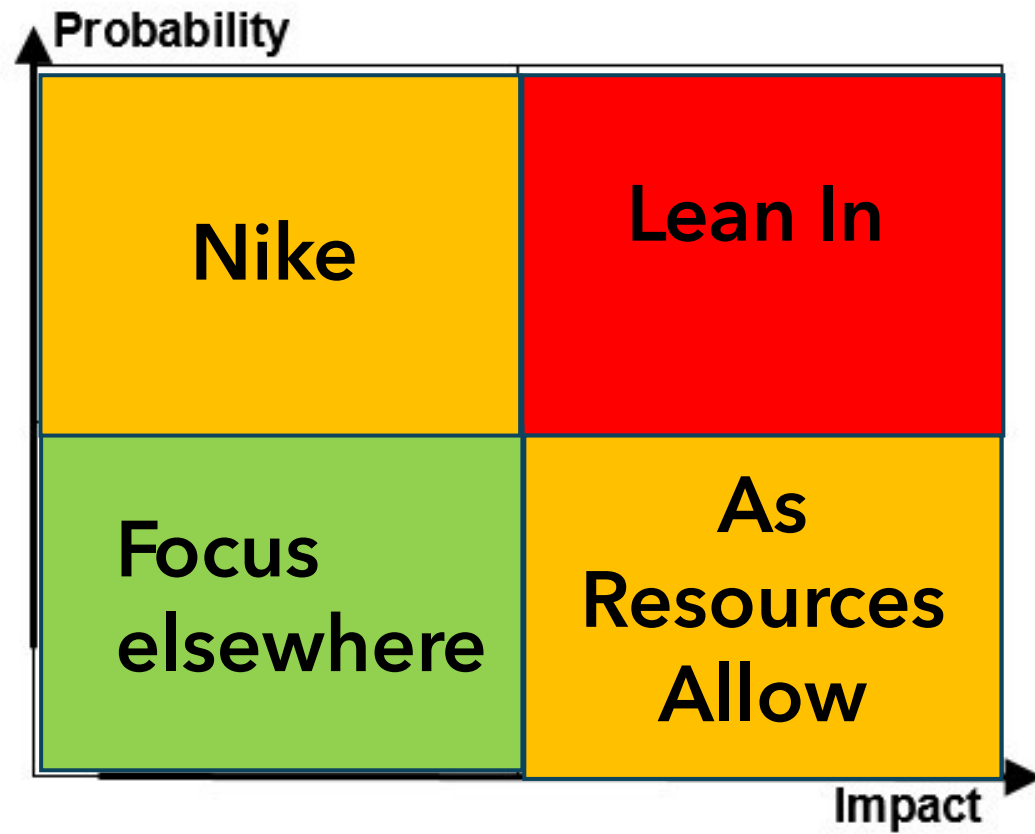 Probability
Nike
Lean In
Focus
elsewhere
As
Resources
Allow
Impact